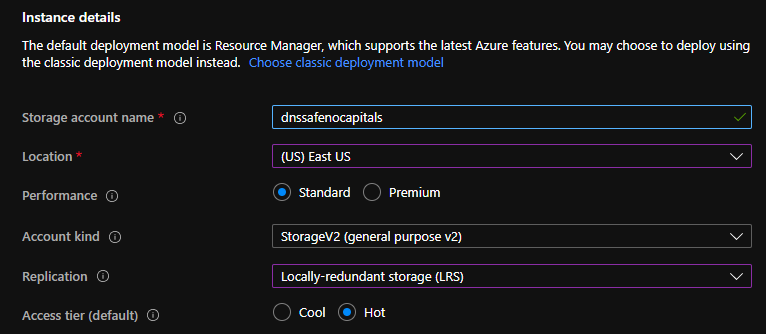 Instance details
The default deployment model is Resource Manager, which supports the latest Azure features. You may choose to deploy using
the classic deployment model instead. Choose classic deployment model
Storage account name * dnssafenocapitals
Location * (US) East US
Performance Standard Premium
Account kind StorageV2 (general purpose v2)
Replication Locally-redundant storage (LRS)
Access tier (default) Cool Hot